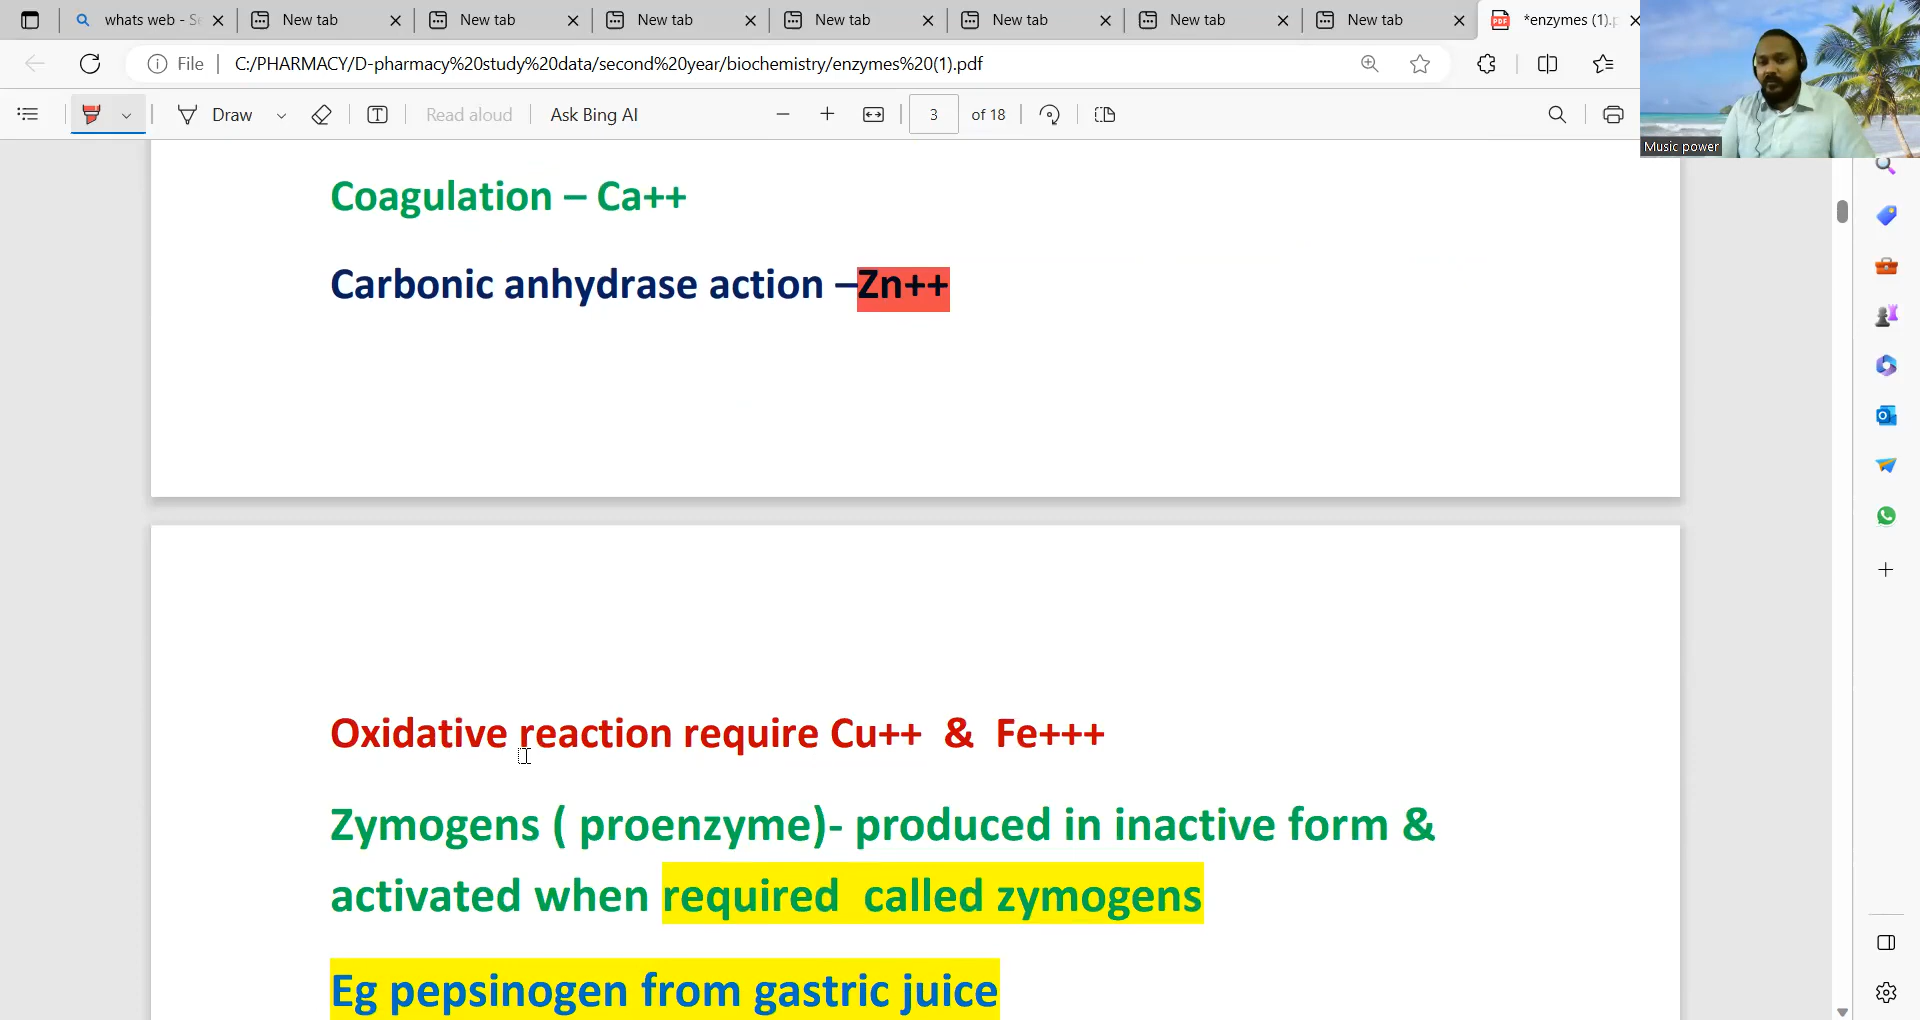 whats web - Se
New tab
New tab
New tab
New tab
New tab
New tab
New tab
*enzymes (1).p
File
C:/PHARMACY/D-pharmacy%20study%20data/second%20year/biochemistry/enzymes%20(1).pdf
Draw
Read aloud
Ask Bing AI
3
of 18
Music power
Coagulation – Ca++
Carbonic anhydrase action –Zn++
Oxidative reaction require Cu++ & Fe+++
Zymogens ( proenzyme)- produced in inactive form &
activated when required called zymogens
Eg pepsinogen from gastric juice